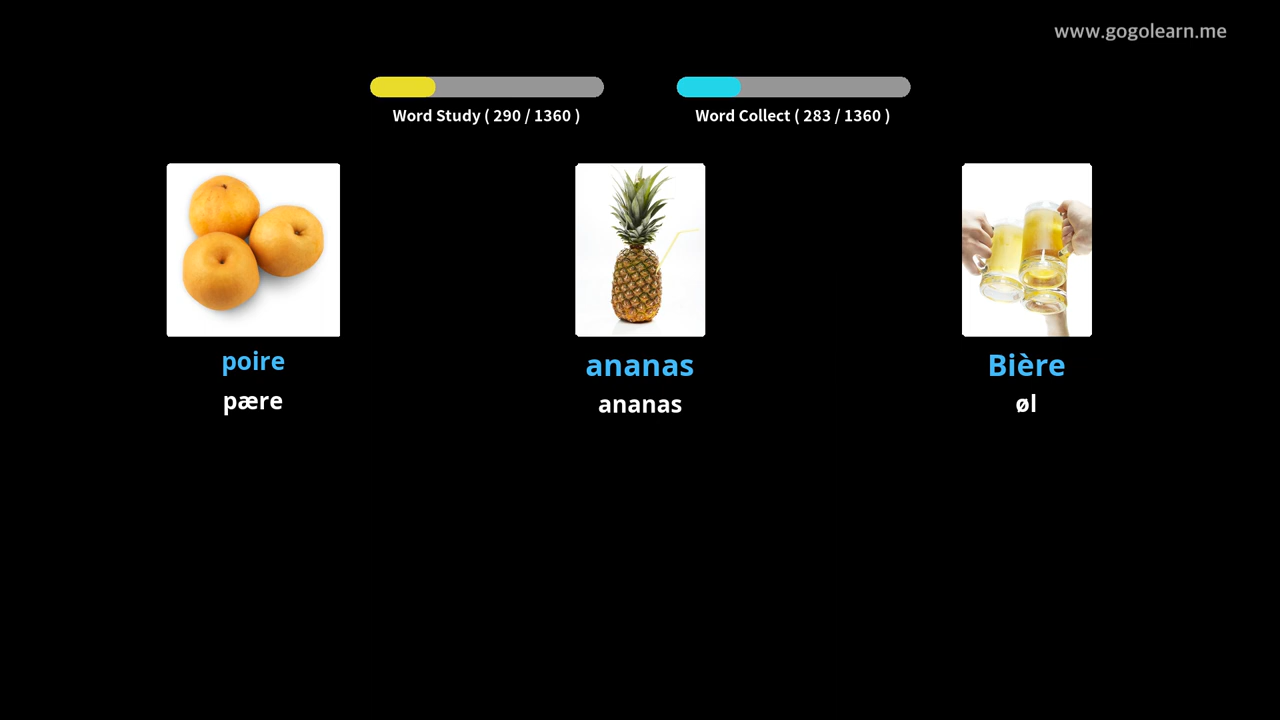 www.gogolearn.me
Word Study ( 290 / 1360 )
Word Collect ( 283 / 1360 )
poire
pære
ananas
ananas
Bière
øl